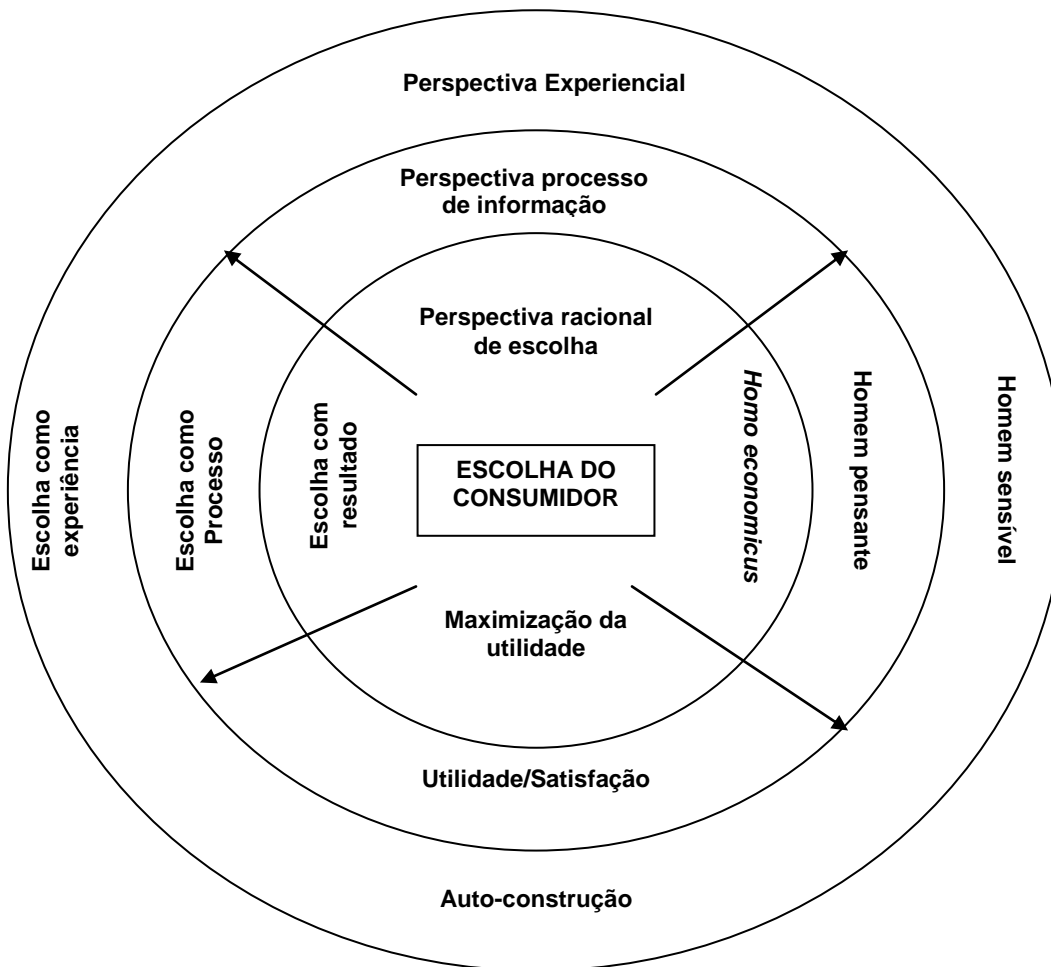 Perspectiva Experiencial
Perspectiva processo
de informação
Perspectiva racional
de escolha
Escolha como
experiência
Escolha como
Processo
Escolha com
resultado
ESCOLHA DO
CONSUMIDOR
Homo economicus
Homem pensante
Homem sensível
Maximização da
utilidade
Utilidade/Satisfação
Auto-construção